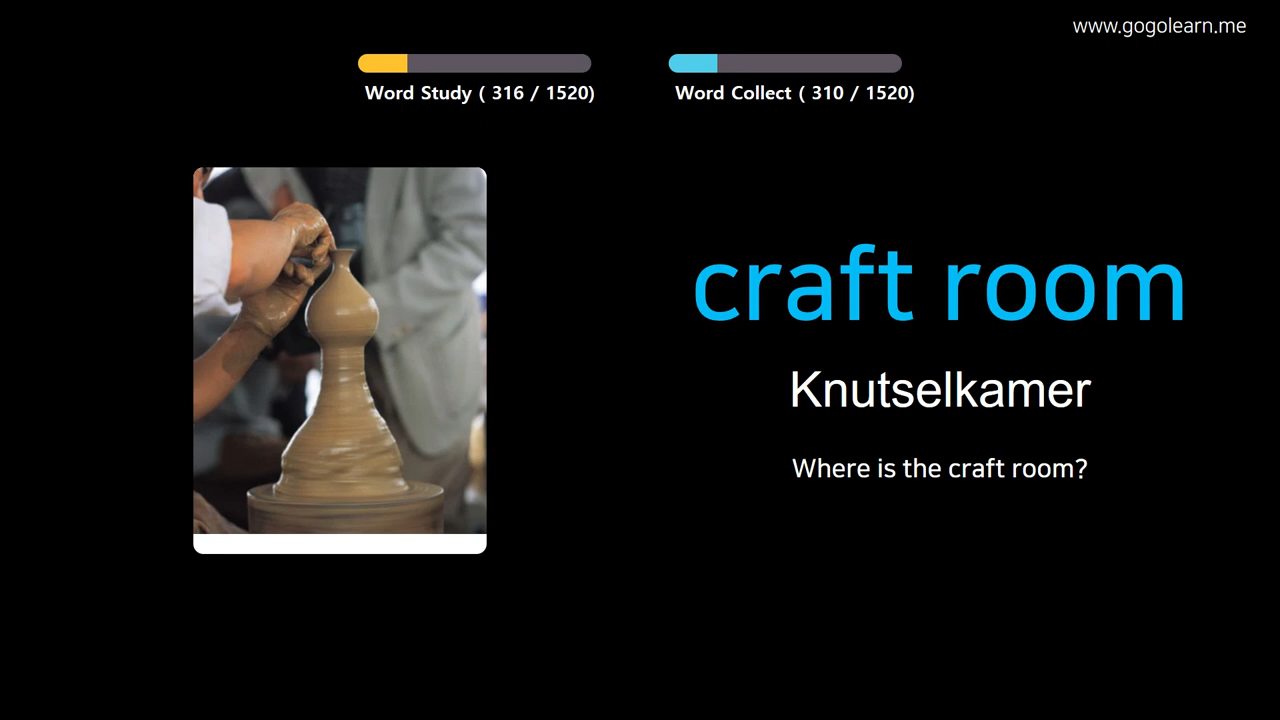 www.gogolearn.me
Word Study ( 316 / 1520)
Word Collect ( 310 / 1520)
craft room
Knutselkamer
Where is the craft room?